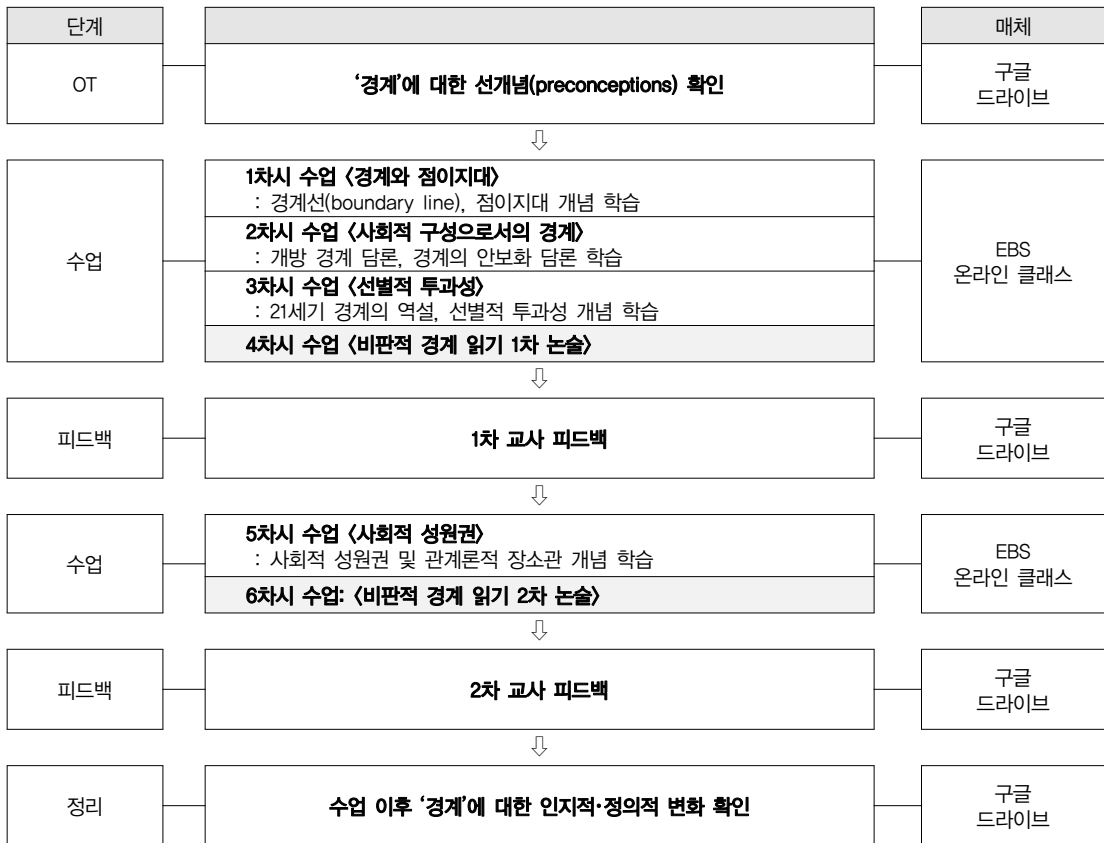 단계
매체
OT
‘경계’에 대한 선개념(preconceptions) 확인
구글
드라이브
⇩
수업
1차시 수업 〈경계와 점이지대〉
: 경계선(boundary line), 점이지대 개념 학습
2차시 수업 〈사회적 구성으로서의 경계〉
: 개방 경계 담론, 경계의 안보화 담론 학습
3차시 수업 〈선별적 투과성〉
: 21세기 경계의 역설, 선별적 투과성 개념 학습
4차시 수업 〈비판적 경계 읽기 1차 논술〉
EBS
온라인 클래스
⇩
피드백
1차 교사 피드백
구글
드라이브
⇩
수업
5차시 수업 〈사회적 성원권〉
: 사회적 성원권 및 관계론적 장소관 개념 학습
6차시 수업: 〈비판적 경계 읽기 2차 논술〉
EBS
온라인 클래스
⇩
피드백
2차 교사 피드백
구글
드라이브
⇩
정리
수업 이후 ‘경계’에 대한 인지적·정의적 변화 확인
구글
드라이브